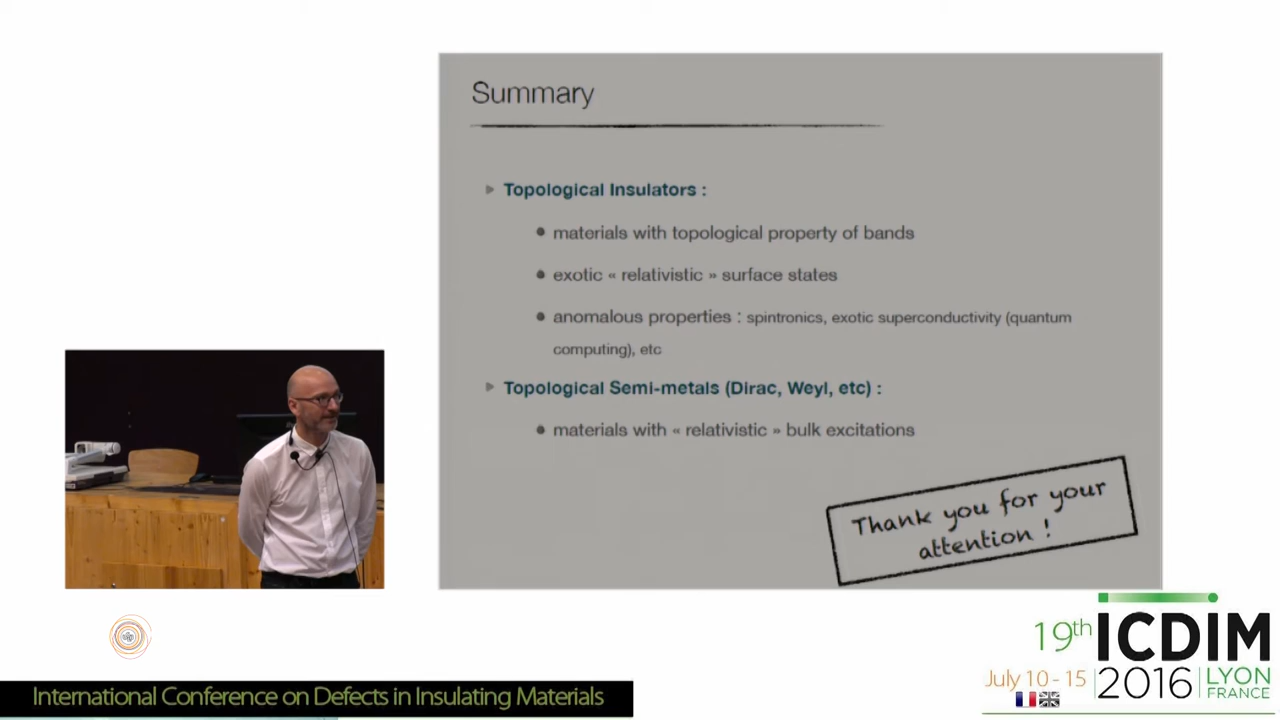 Summary
Topological Insulators :
materials with topological property of bands
exotic « relativistic » surface states
anomalous properties : spintronics, exotic superconductivity (quantum
computing), etc
Topological Semi-metals (Dirac, Weyl, etc) :
materials with « relativistic » bulk excitations
Thank you for your
attention !
19th ICDIM
July 10 - 15 2016 LYON
FRANCE
International Conference on Defects in Insulating Materials